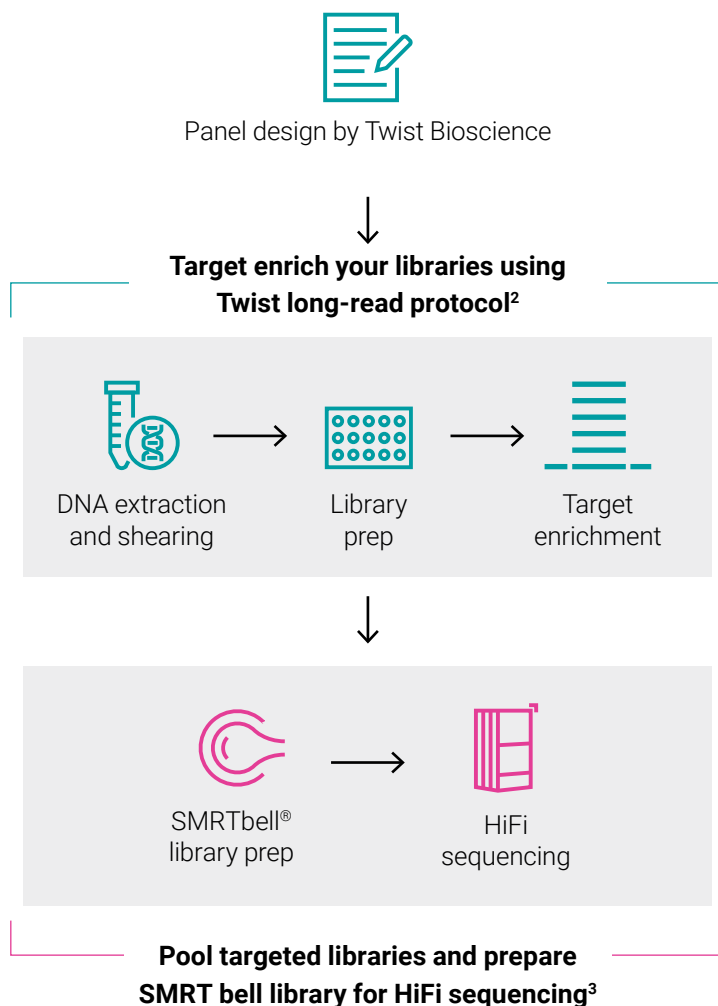 Panel design by Twist Bioscience
Target enrich your libraries using
Twist long-read protocol²
DNA extraction
and shearing
Library
prep
Target
enrichment
SMRTbell®
library prep
HiFi
sequencing
Pool targeted libraries and prepare
SMRT bell library for HiFi sequencing³